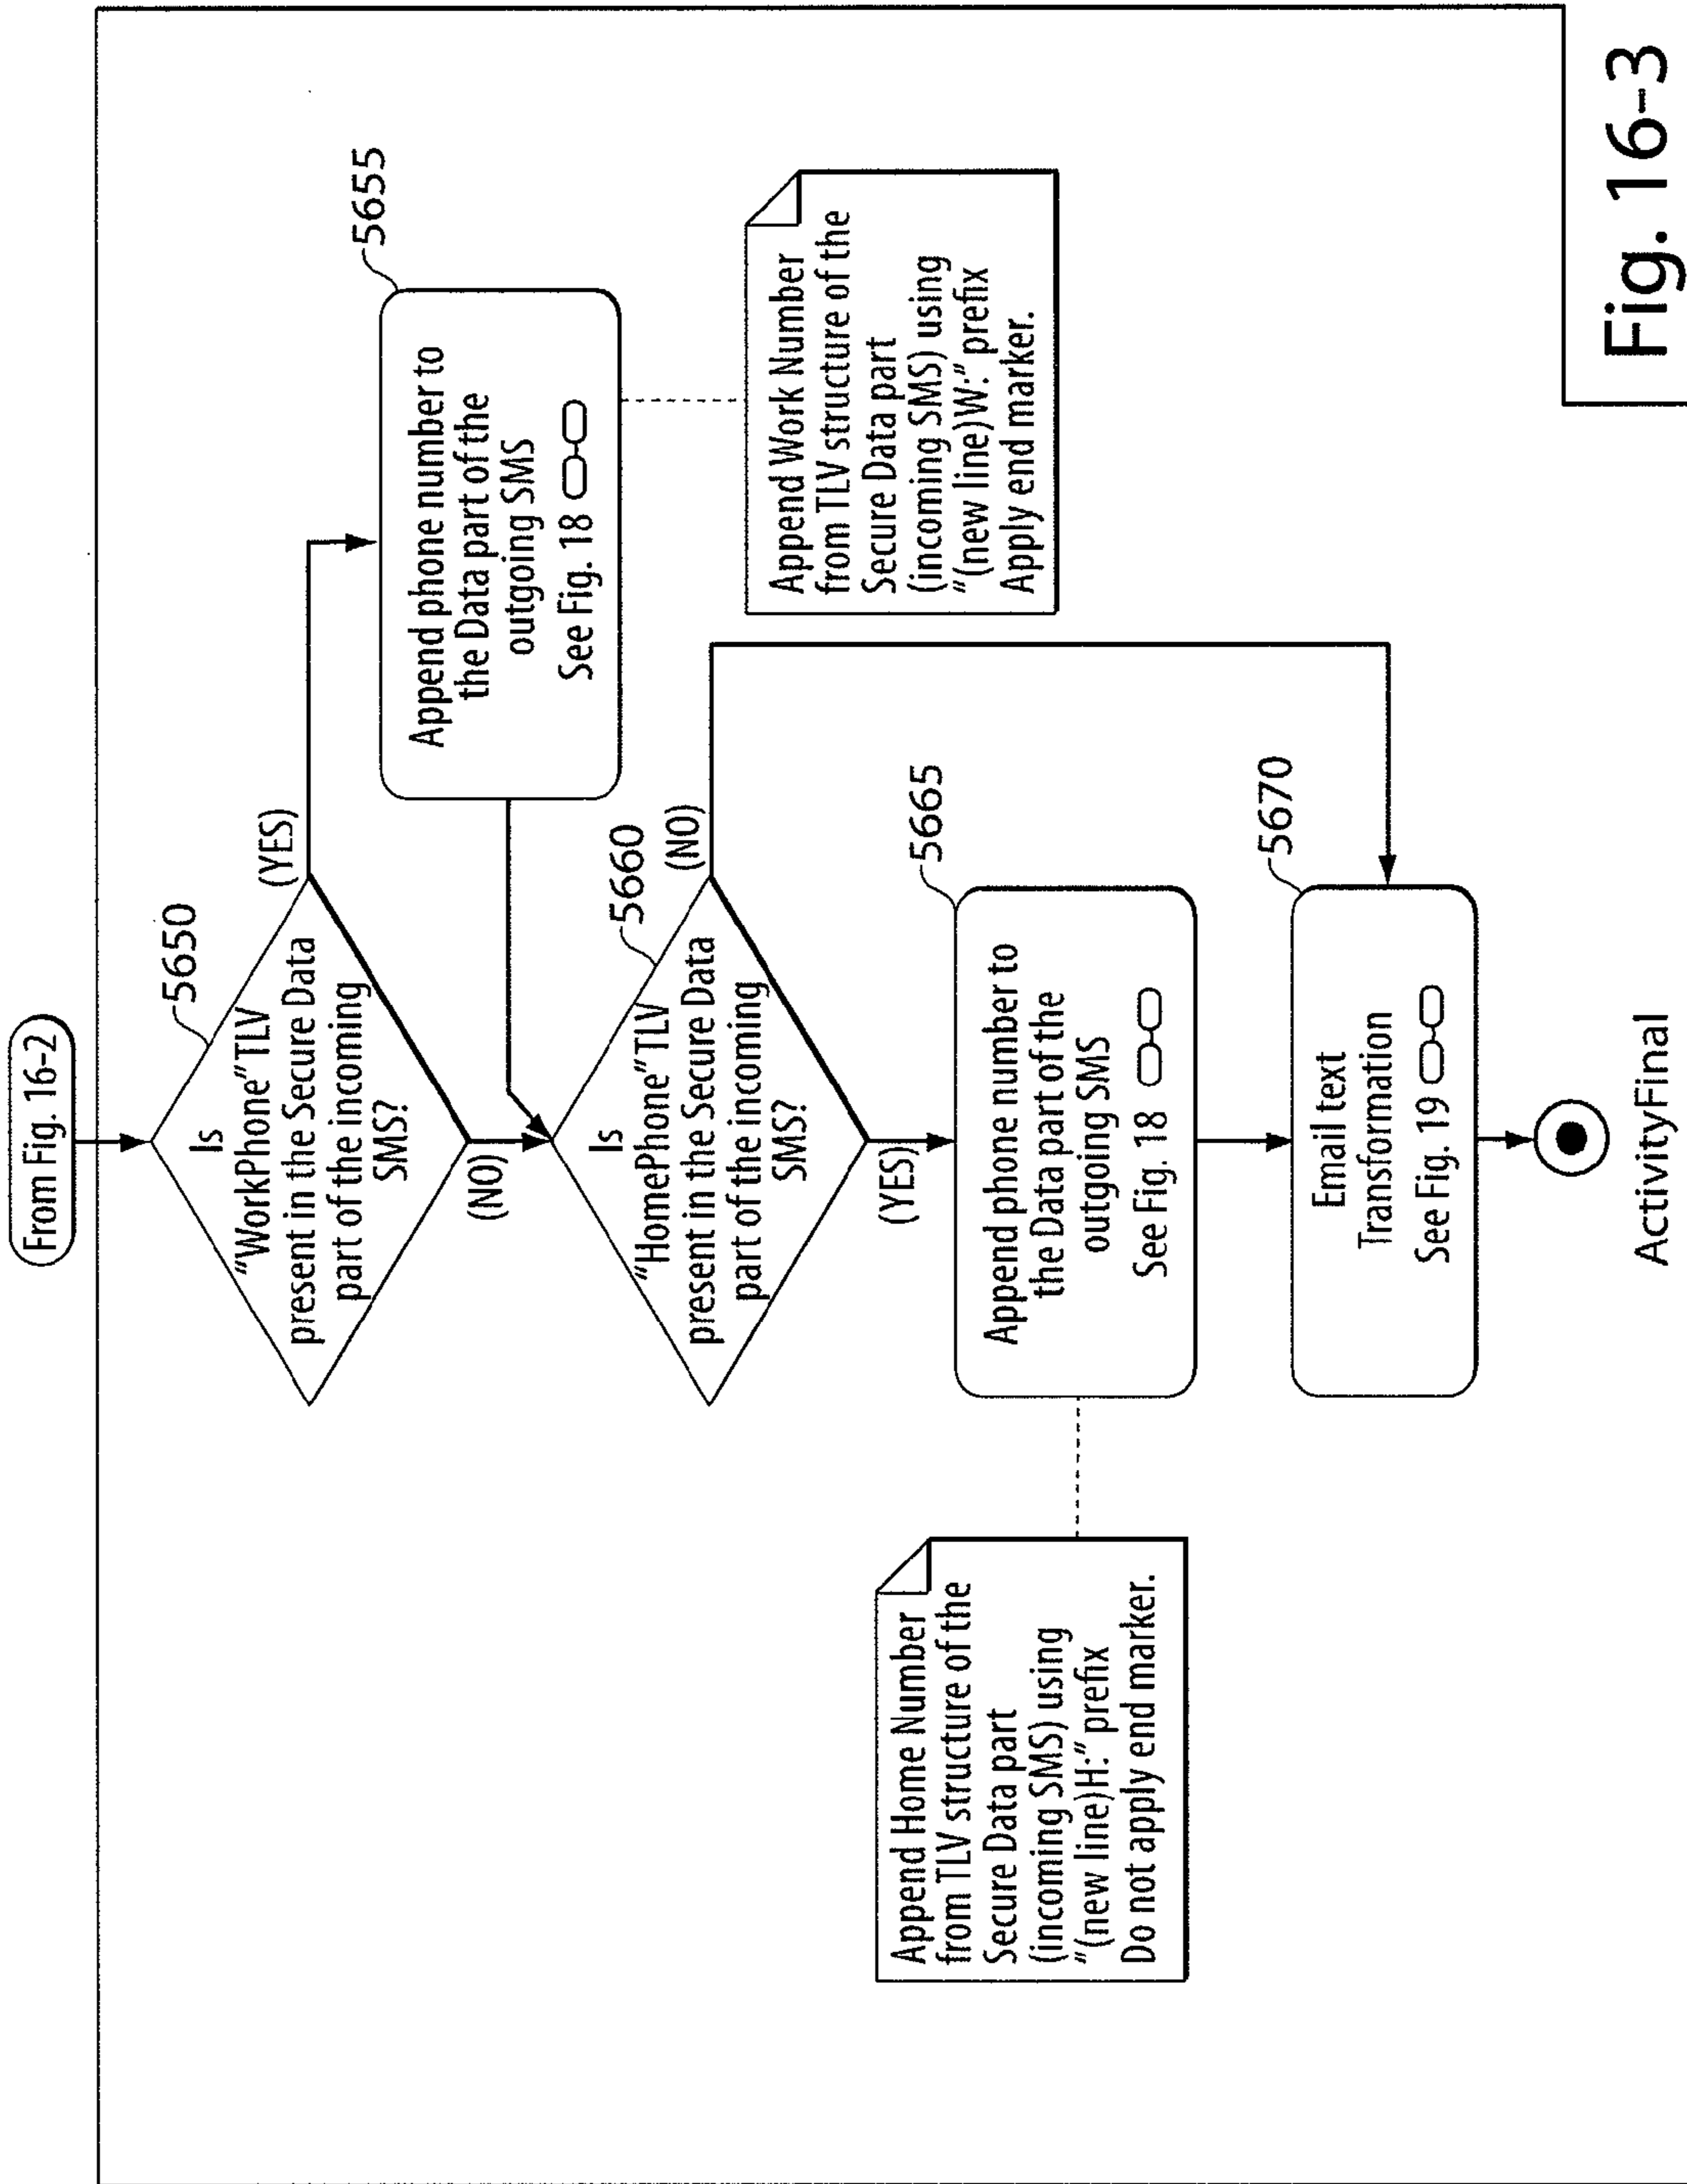 From Fig. 16-2
5650
Is
"WorkPhone" TLV
present in the Secure Data
part of the incoming
SMS?
(YES)
(NO)
5655
Append phone number to
the Data part of the
outgoing SMS
See Fig. 18
Append Work Number
from TLV structure of the
Secure Data part
(incoming SMS) using
"(new line)W:" prefix
Apply end marker.
5660
Is
"HomePhone" TLV
present in the Secure Data
part of the incoming
SMS?
(NO)
(YES)
5665
Append phone number to
the Data part of the
outgoing SMS
See Fig. 18
Append Home Number
from TLV structure of the
Secure Data part
(incoming SMS) using
"(new line)H:" prefix
Do not apply end marker.
5670
Email text
Transformation
See Fig. 19
ActivityFinal
Fig. 16-3